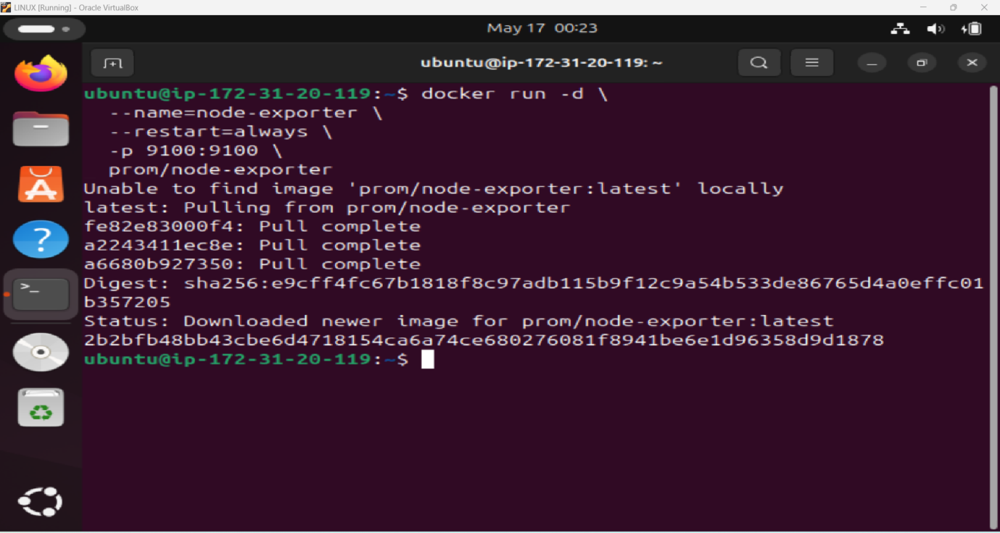 LINUX [Running] - Oracle VirtualBox
May 17 00:23
ubuntu@ip-172-31-20-119: ~
ubuntu@ip-172-31-20-119:~$ docker run -d \
--name=node-exporter \
--restart=always \
-p 9100:9100 \
prom/node-exporter
Unable to find image 'prom/node-exporter:latest' locally
latest: Pulling from prom/node-exporter
fe82e83000f4: Pull complete
a2243411ec8e: Pull complete
a6680b927350: Pull complete
Digest: sha256:e9cff4fc67b1818f8c97adb115b9f12c9a54b533de86765d4a0effc01
b357205
Status: Downloaded newer image for prom/node-exporter:latest
2b2bfb48bb43cbe6d4718154ca6a74ce680276081f8941be6e1d96358d9d1878
ubuntu@ip-172-31-20-119:~$